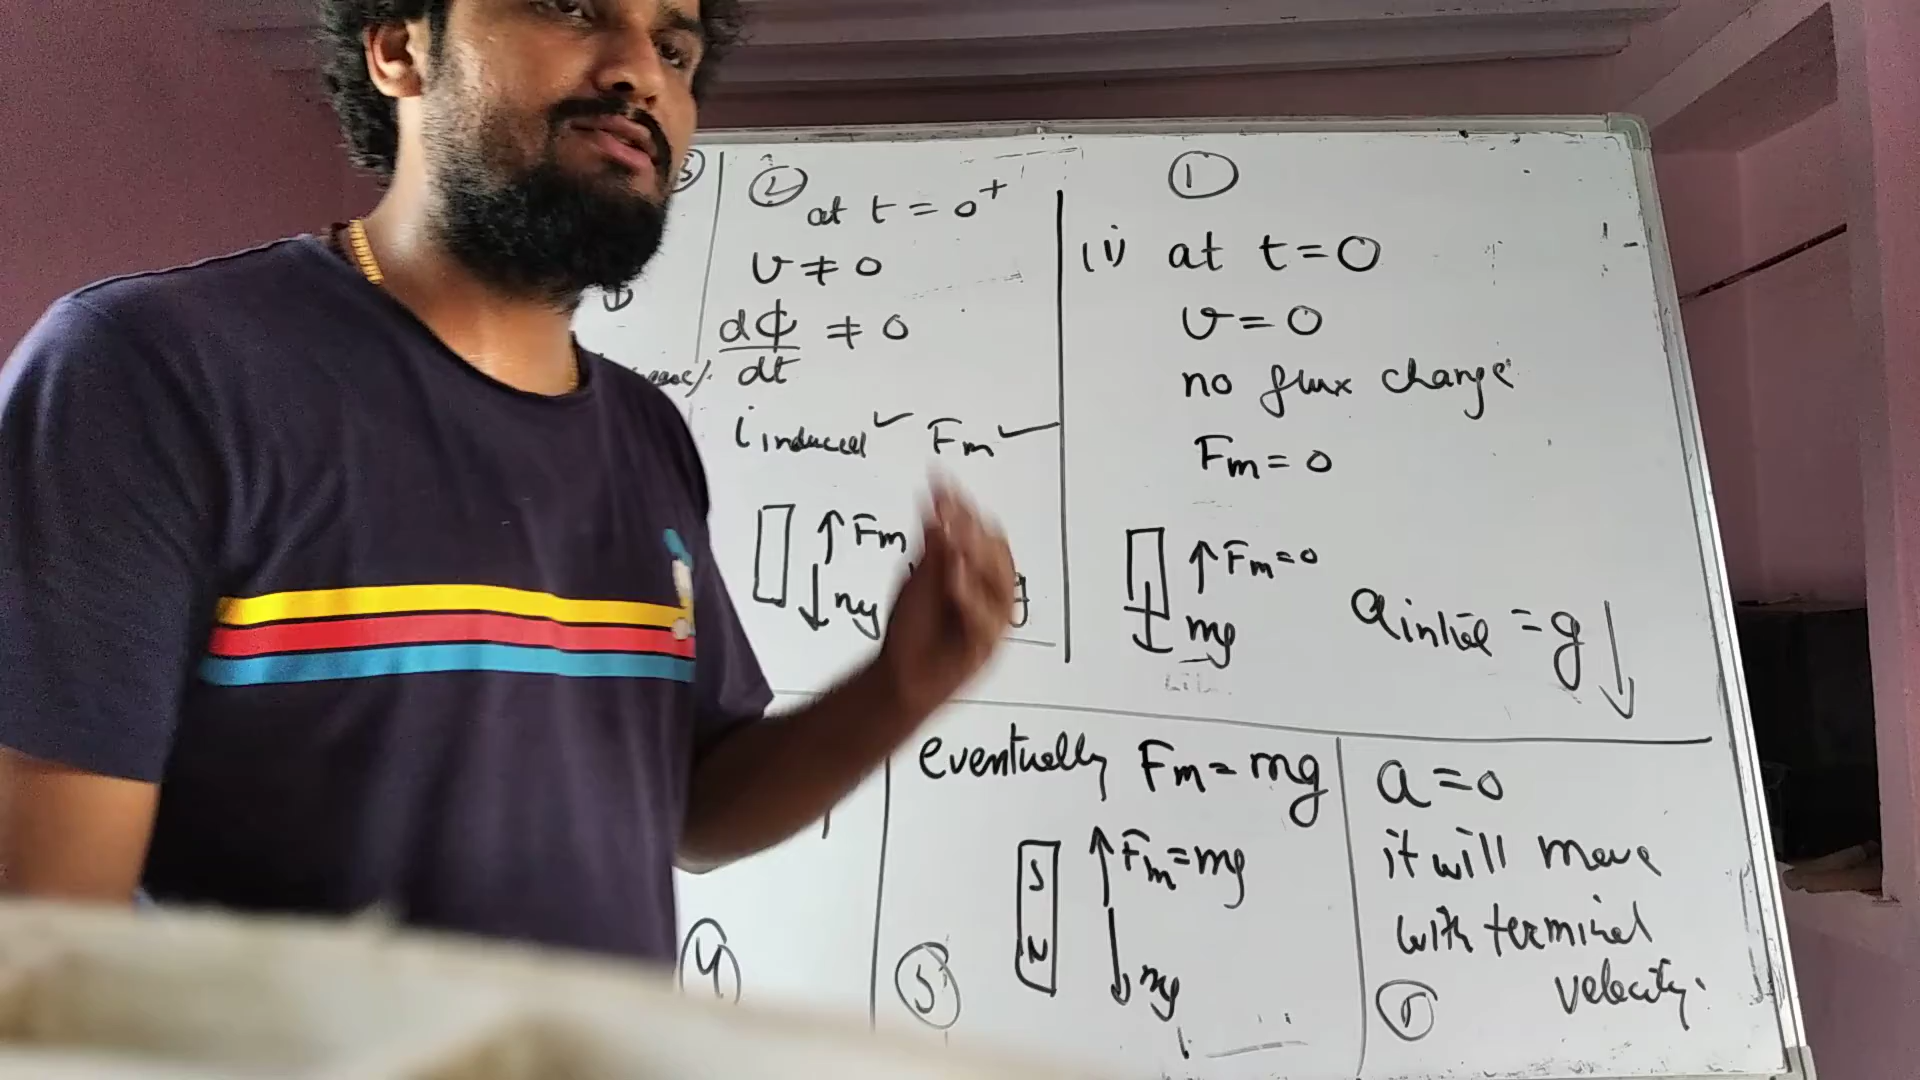 ①
(i) at t=0
v=0
no flux change
Fm=0
↑Fm=0
mg
a initial = g ↓
②
at t=0⁺
v≠0
dϕ/dt ≠ 0
i induced ✓ Fm ✓
↑Fm
↓mg
g
3
4
eventually Fm=mg
S
N
↑Fm=mg
↓mg
5
a=0
it will move
with terminal
velocity.